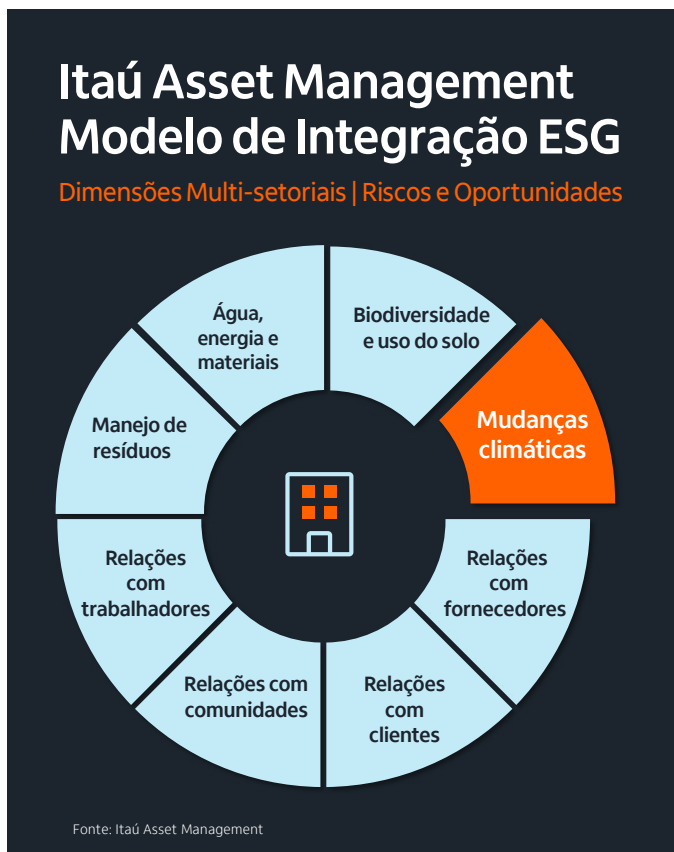 Itaú Asset Management
Modelo de Integração ESG
Dimensões Multi-setoriais | Riscos e Oportunidades
Água,
energia e
materiais
Biodiversidade
e uso do solo
Mudanças
climáticas
Manejo de
resíduos
Relações
com
trabalhadores
Relações
com
fornecedores
Relações com
comunidades
Relações
com
clientes
Fonte: Itaú Asset Management